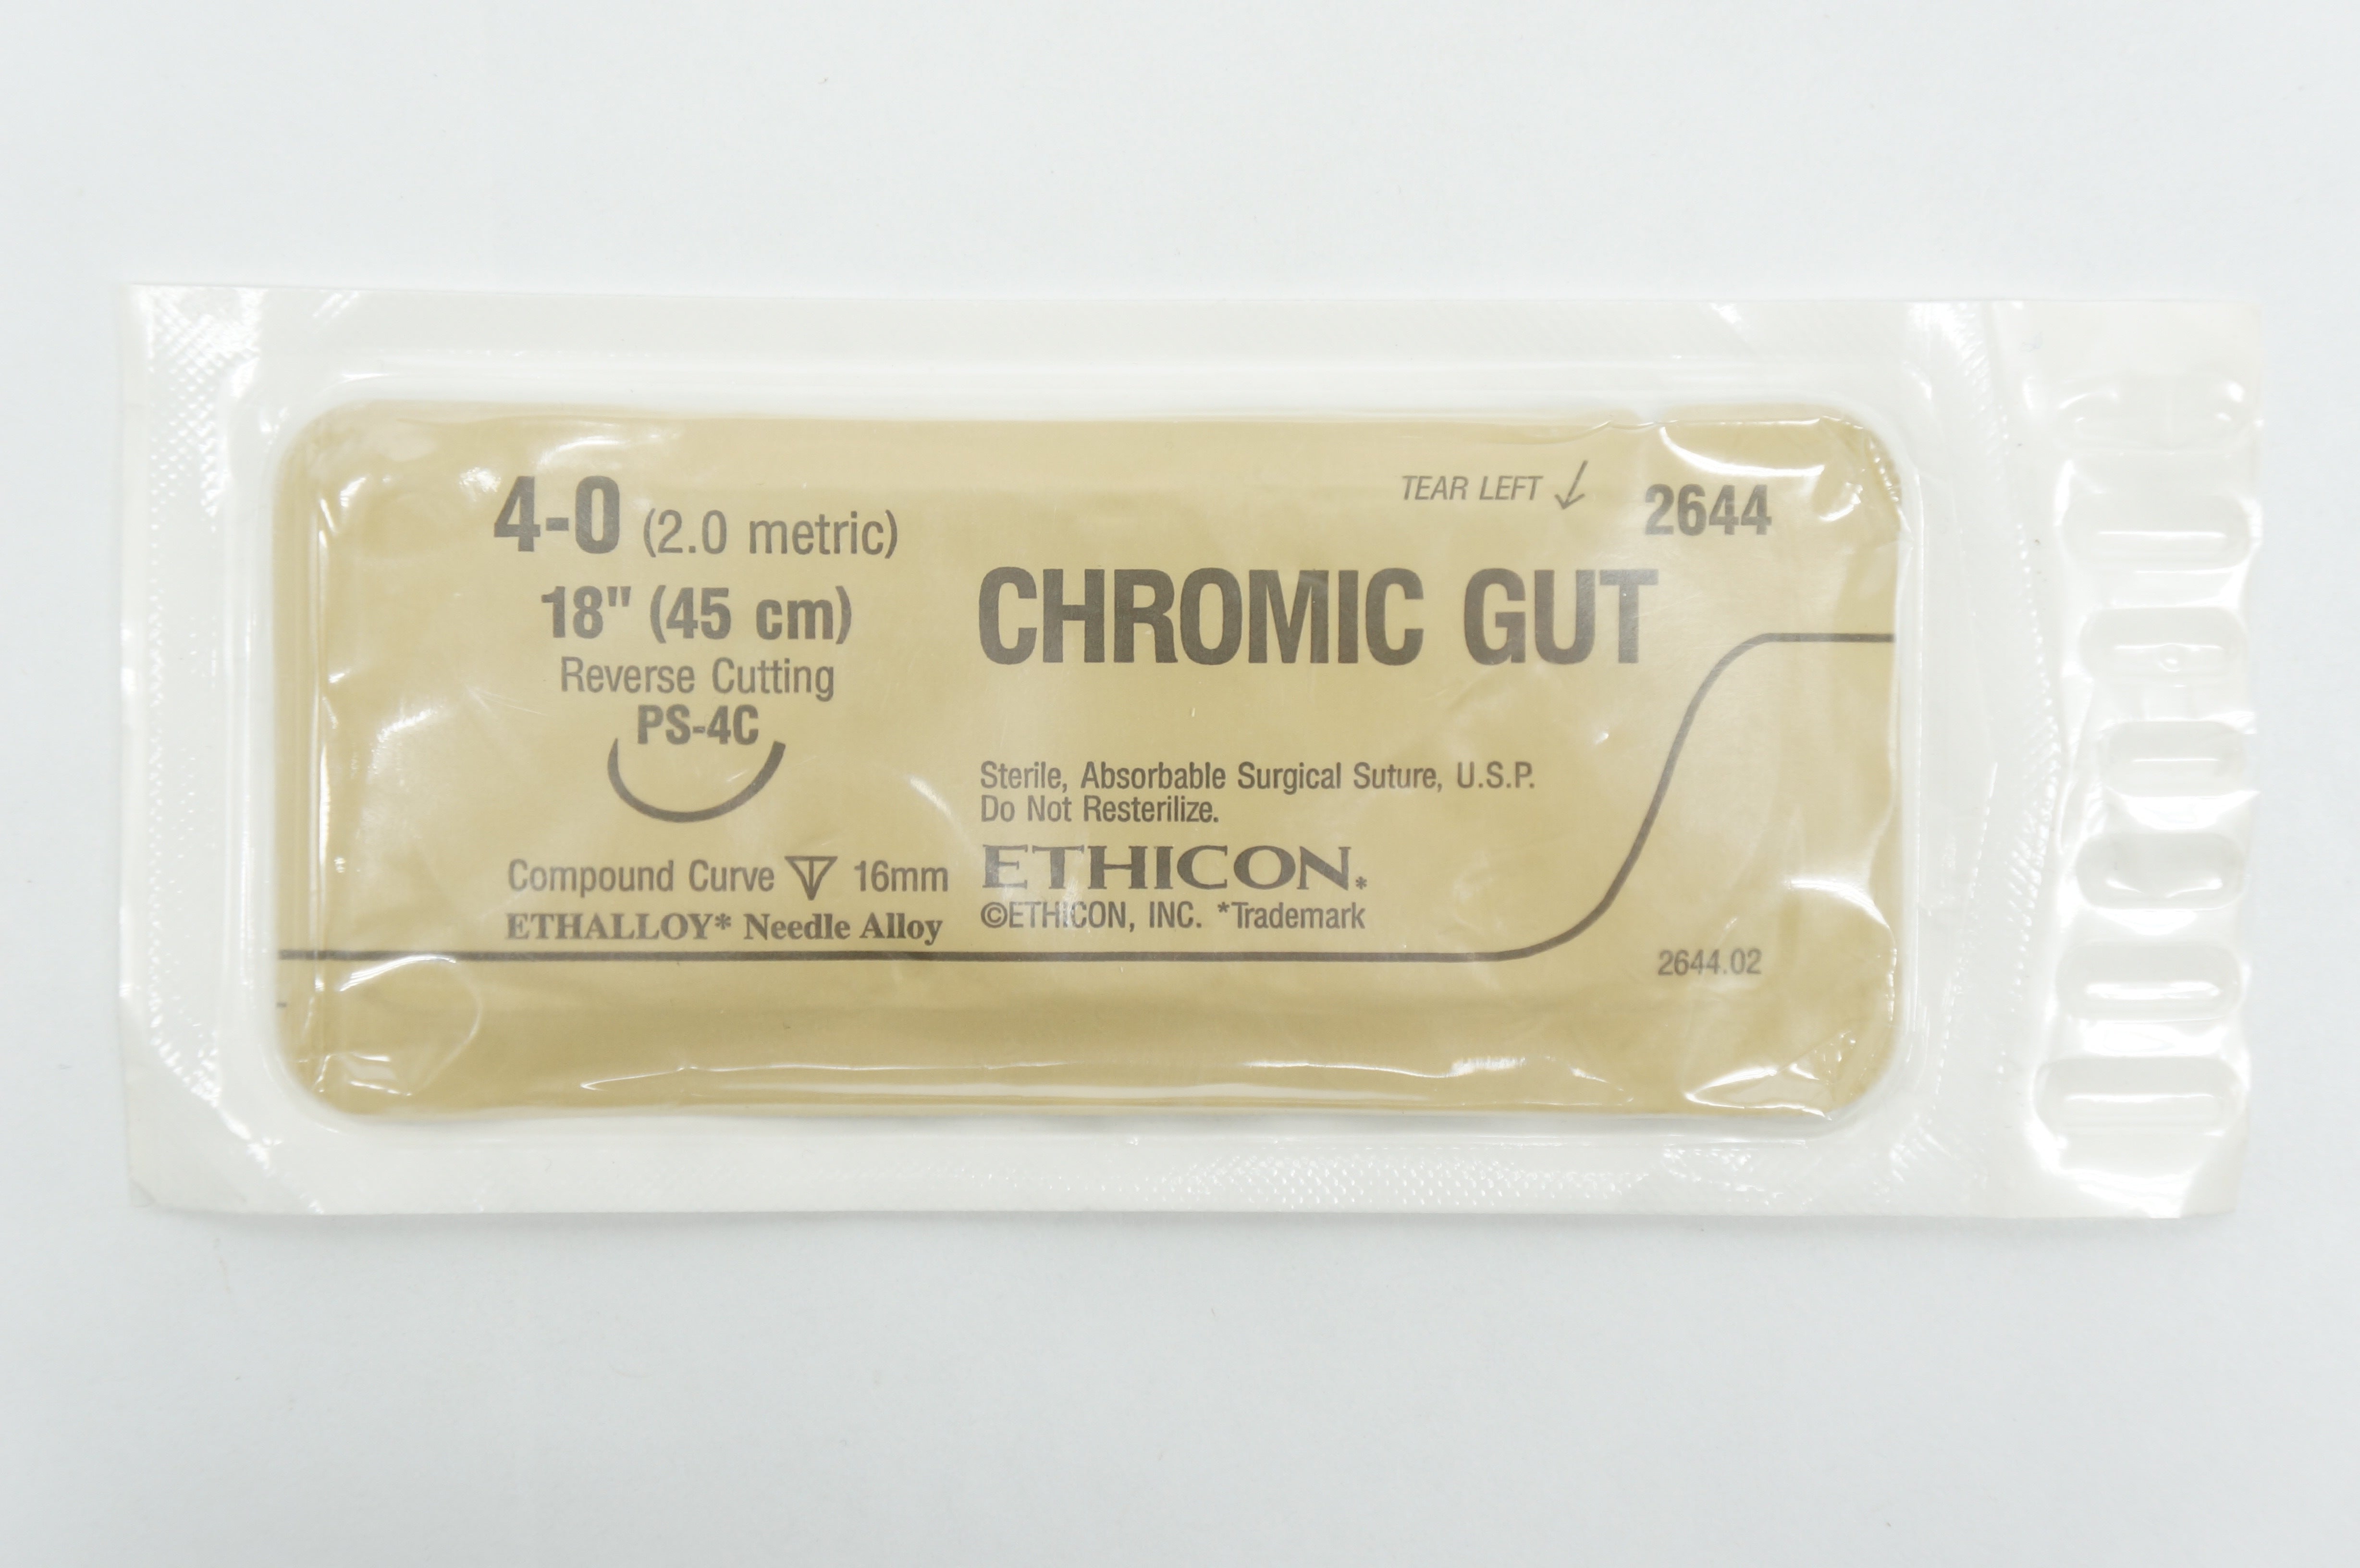 4-0 (2.0 metric)
18" (45 cm)
Reverse Cutting
PS-4C
Compound Curve 16mm
ETHALLOY* Needle Alloy
TEAR LEFT
2644
CHROMIC GUT
Sterile, Absorbable Surgical Suture, U.S.P.
Do Not Resterilize.
ETHICON*
©ETHICON, INC. *Trademark
2644.02